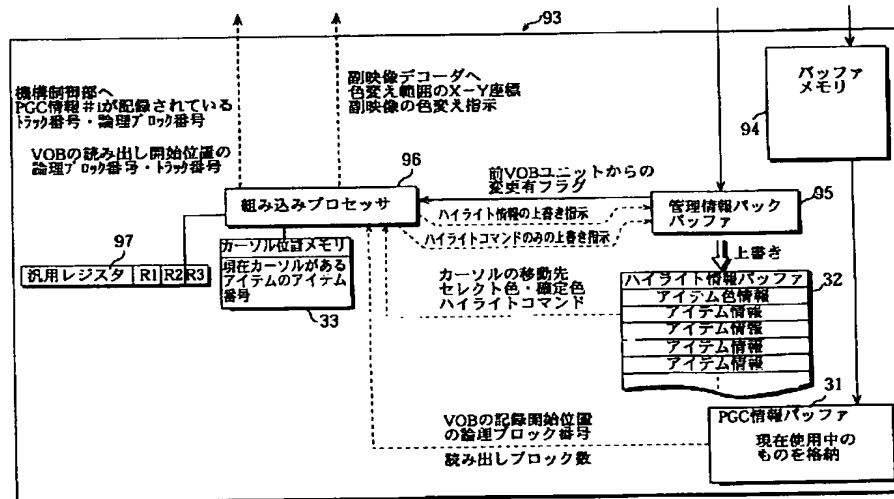 93
機構制御部へ
PGC情報#iが記録されている
トラック番号・論理ブロック番号
VOBの読み出し開始位置の
論理ブロック番号・トラック番号
副映像デコーダへ
色変え範囲のX-Y座標
副映像の色変え指示
バッファ
メモリ
94
96
組み込みプロセッサ
前VOBユニットからの
変更有フラグ
95
管理情報パック
バッファ
ハイライト情報の上書き指示
ハイライトコマンドのみの上書き指示
上書き
97
汎用レジスタ R1 R2 R3
カーソル位置メモリ
現在カーソルがある
アイテムのアイテム
番号
33
カーソルの移動先
セレクト色・確定色
ハイライトコマンド
ハイライト情報バッファ
32
アイテム色情報
アイテム情報
アイテム情報
アイテム情報
アイテム情報
31
VOBの記録開始位置
の論理ブロック番号
読み出しブロック数
PGC情報バッファ
現在使用中の
ものを格納